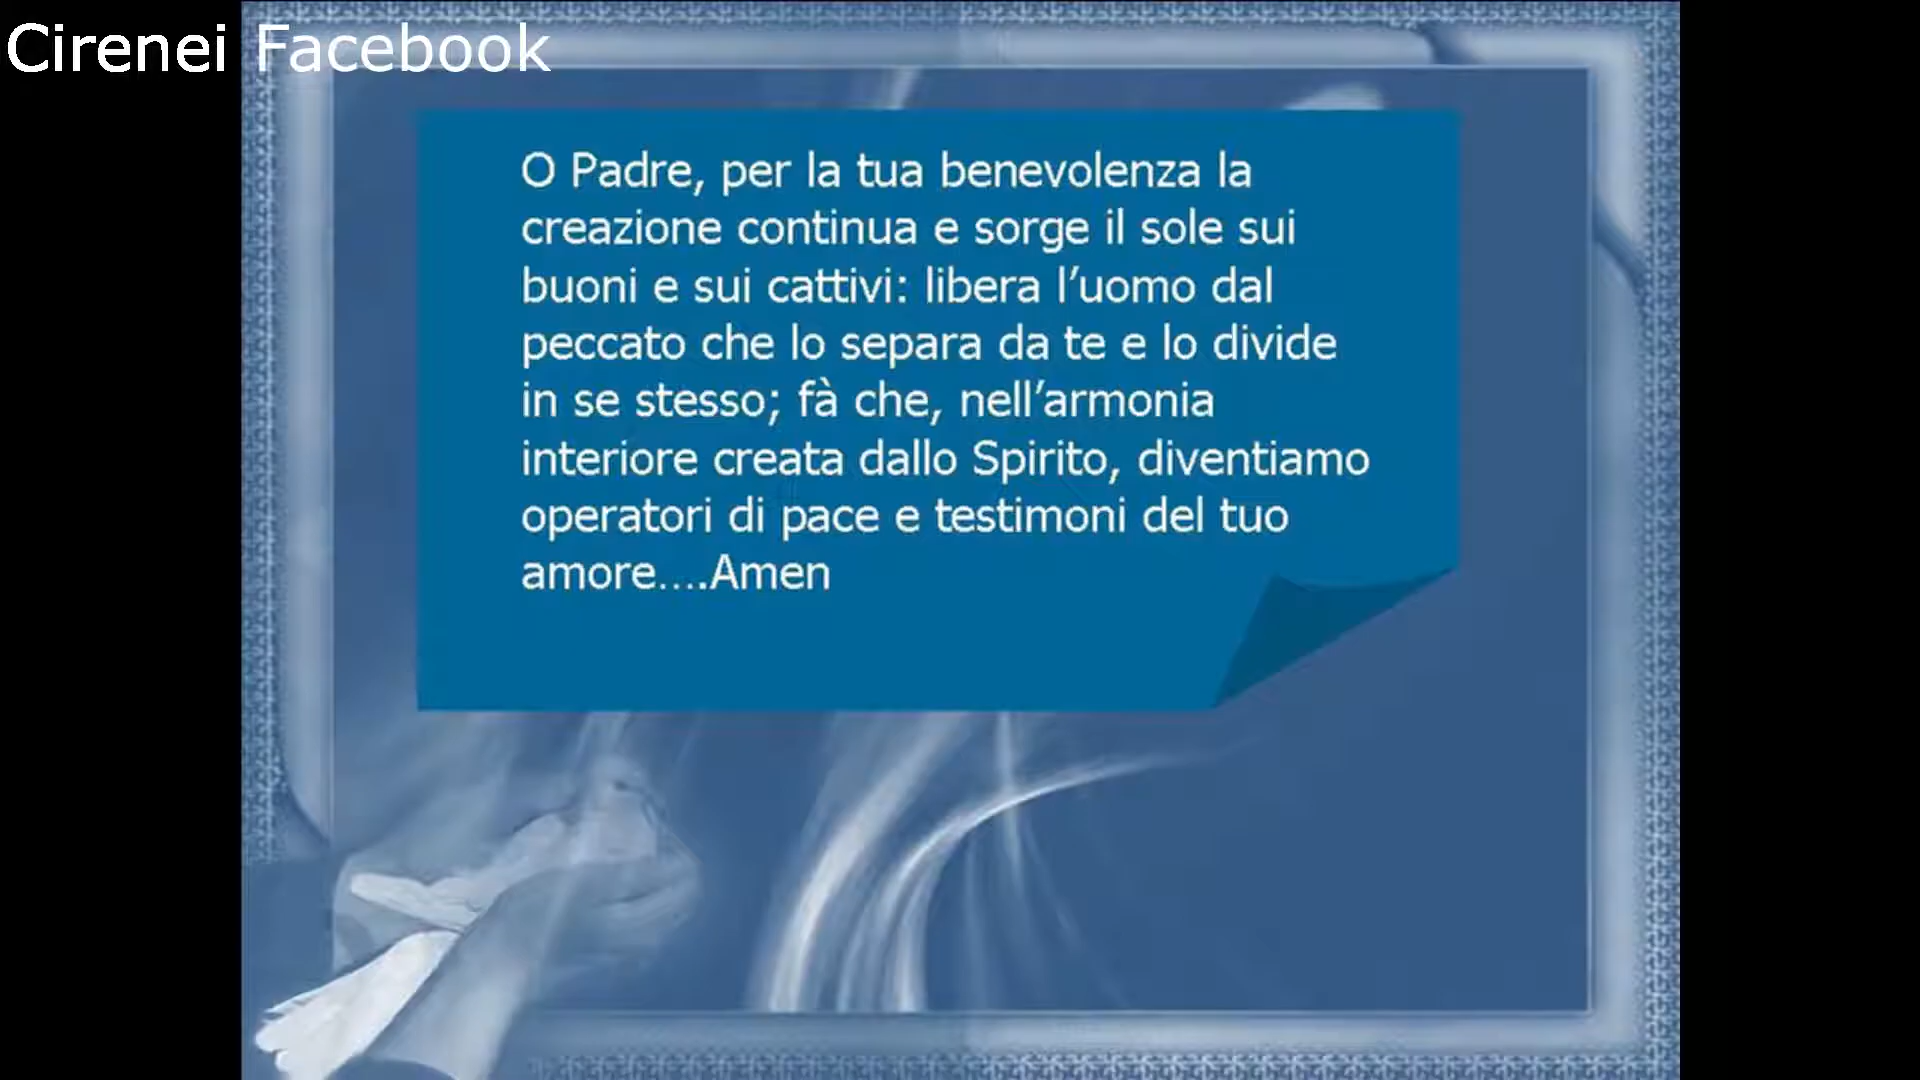 Cirenei Facebook
O Padre, per la tua benevolenza la
creazione continua e sorge il sole sui
buoni e sui cattivi: libera l’uomo dal
peccato che lo separa da te e lo divide
in se stesso; fà che, nell’armonia
interiore creata dallo Spirito, diventiamo
operatori di pace e testimoni del tuo
amore….Amen